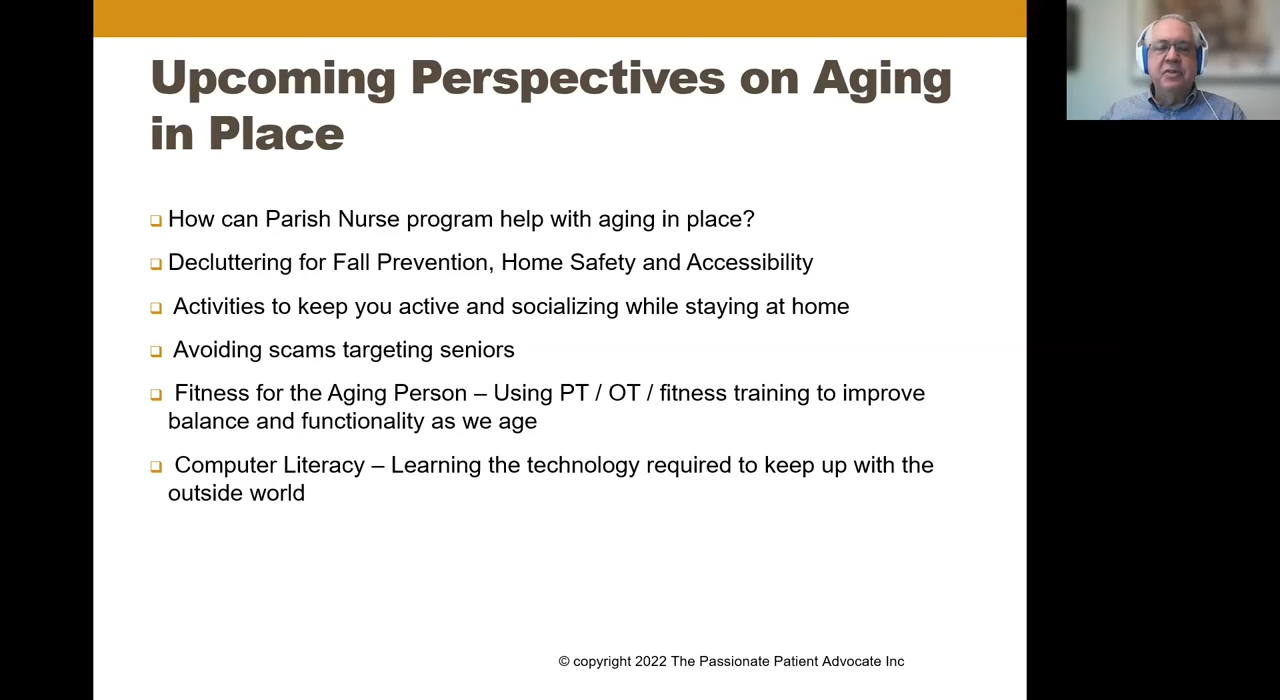 Upcoming Perspectives on Aging
in Place
How can Parish Nurse program help with aging in place?
Decluttering for Fall Prevention, Home Safety and Accessibility
Activities to keep you active and socializing while staying at home
Avoiding scams targeting seniors
Fitness for the Aging Person – Using PT / OT / fitness training to improve
balance and functionality as we age
Computer Literacy – Learning the technology required to keep up with the
outside world
© copyright 2022 The Passionate Patient Advocate Inc